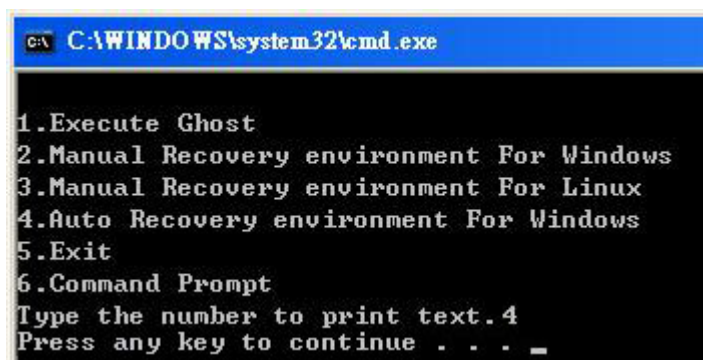 C:\WINDOWS\system32\cmd.exe
1.Execute Ghost
2.Manual Recovery environment For Windows
3.Manual Recovery environment For Linux
4.Auto Recovery environment For Windows
5.Exit
6.Command Prompt
Type the number to print text.4
Press any key to continue . . . _